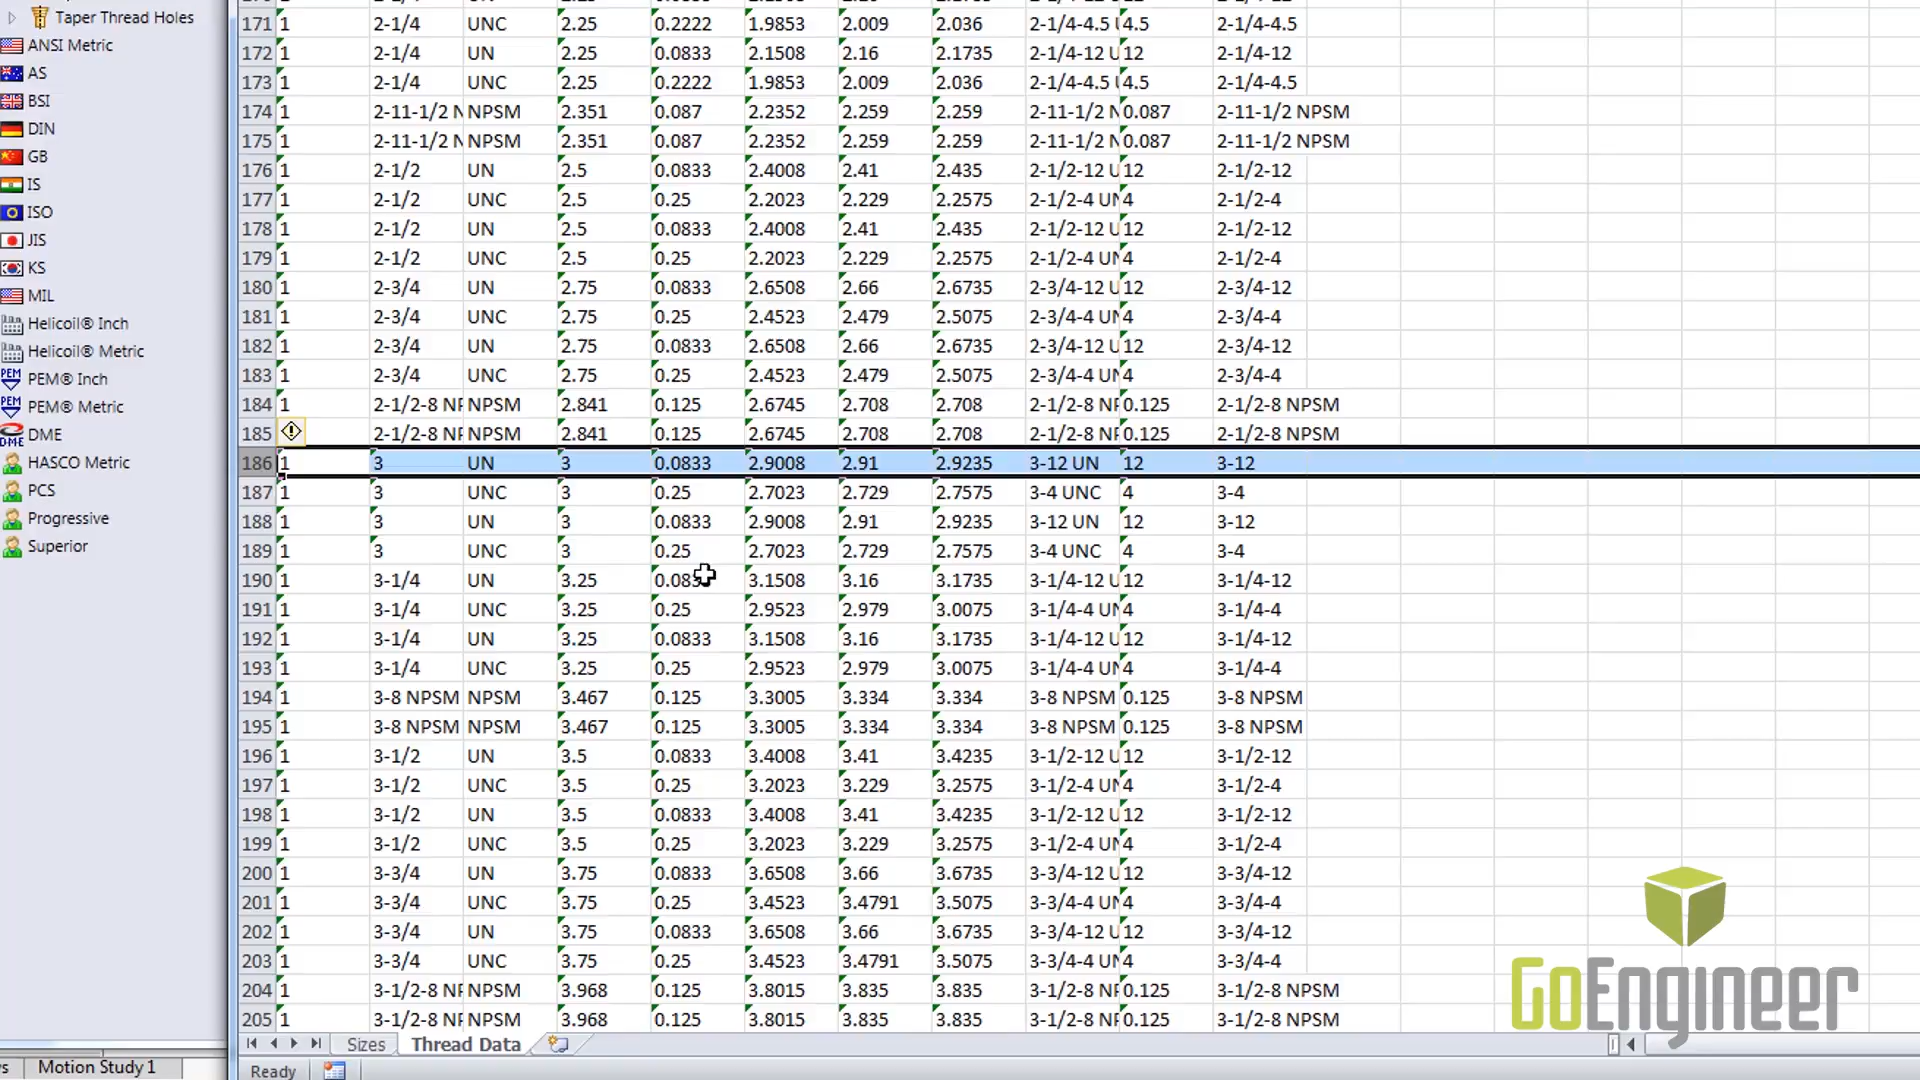 Taper Thread Holes
ANSI Metric
AS
BSI
DIN
GB
IS
ISO
JIS
KS
MIL
Helicoil® Inch
Helicoil® Metric
PEM® Inch
PEM® Metric
DME
HASCO Metric
PCS
Progressive
Superior
171 1 2-1/4 UNC 2.25 0.2222 1.9853 2.009 2.036 2-1/4-4.5 U 4.5 2-1/4-4.5
172 1 2-1/4 UN 2.25 0.0833 2.1508 2.16 2.1735 2-1/4-12 U 12 2-1/4-12
173 1 2-1/4 UNC 2.25 0.2222 1.9853 2.009 2.036 2-1/4-4.5 U 4.5 2-1/4-4.5
174 1 2-11-1/2 N NPSM 2.351 0.087 2.2352 2.259 2.259 2-11-1/2 N 0.087 2-11-1/2 NPSM
175 1 2-11-1/2 N NPSM 2.351 0.087 2.2352 2.259 2.259 2-11-1/2 N 0.087 2-11-1/2 NPSM
176 1 2-1/2 UN 2.5 0.0833 2.4008 2.41 2.435 2-1/2-12 U 12 2-1/2-12
177 1 2-1/2 UNC 2.5 0.25 2.2023 2.229 2.2575 2-1/2-4 UN 4 2-1/2-4
178 1 2-1/2 UN 2.5 0.0833 2.4008 2.41 2.435 2-1/2-12 U 12 2-1/2-12
179 1 2-1/2 UNC 2.5 0.25 2.2023 2.229 2.2575 2-1/2-4 UN 4 2-1/2-4
180 1 2-3/4 UN 2.75 0.0833 2.6508 2.66 2.6735 2-3/4-12 U 12 2-3/4-12
181 1 2-3/4 UNC 2.75 0.25 2.4523 2.479 2.5075 2-3/4-4 UN 4 2-3/4-4
182 1 2-3/4 UN 2.75 0.0833 2.6508 2.66 2.6735 2-3/4-12 U 12 2-3/4-12
183 1 2-3/4 UNC 2.75 0.25 2.4523 2.479 2.5075 2-3/4-4 UN 4 2-3/4-4
184 1 2-1/2-8 NP NPSM 2.841 0.125 2.6745 2.708 2.708 2-1/2-8 NP 0.125 2-1/2-8 NPSM
185 2-1/2-8 NP NPSM 2.841 0.125 2.6745 2.708 2.708 2-1/2-8 NP 0.125 2-1/2-8 NPSM
186 1 3 UN 3 0.0833 2.9008 2.91 2.9235 3-12 UN 12 3-12
187 1 3 UNC 3 0.25 2.7023 2.729 2.7575 3-4 UNC 4 3-4
188 1 3 UN 3 0.0833 2.9008 2.91 2.9235 3-12 UN 12 3-12
189 1 3 UNC 3 0.25 2.7023 2.729 2.7575 3-4 UNC 4 3-4
190 1 3-1/4 UN 3.25 0.083 3.1508 3.16 3.1735 3-1/4-12 U 12 3-1/4-12
191 1 3-1/4 UNC 3.25 0.25 2.9523 2.979 3.0075 3-1/4-4 UN 4 3-1/4-4
192 1 3-1/4 UN 3.25 0.0833 3.1508 3.16 3.1735 3-1/4-12 U 12 3-1/4-12
193 1 3-1/4 UNC 3.25 0.25 2.9523 2.979 3.0075 3-1/4-4 UN 4 3-1/4-4
194 1 3-8 NPSM NPSM 3.467 0.125 3.3005 3.334 3.334 3-8 NPSM 0.125 3-8 NPSM
195 1 3-8 NPSM NPSM 3.467 0.125 3.3005 3.334 3.334 3-8 NPSM 0.125 3-8 NPSM
196 1 3-1/2 UN 3.5 0.0833 3.4008 3.41 3.4235 3-1/2-12 U 12 3-1/2-12
197 1 3-1/2 UNC 3.5 0.25 3.2023 3.229 3.2575 3-1/2-4 UN 4 3-1/2-4
198 1 3-1/2 UN 3.5 0.0833 3.4008 3.41 3.4235 3-1/2-12 U 12 3-1/2-12
199 1 3-1/2 UNC 3.5 0.25 3.2023 3.229 3.2575 3-1/2-4 UN 4 3-1/2-4
200 1 3-3/4 UN 3.75 0.0833 3.6508 3.66 3.6735 3-3/4-12 U 12 3-3/4-12
201 1 3-3/4 UNC 3.75 0.25 3.4523 3.4791 3.5075 3-3/4-4 UN 4 3-3/4-4
202 1 3-3/4 UN 3.75 0.0833 3.6508 3.66 3.6735 3-3/4-12 U 12 3-3/4-12
203 1 3-3/4 UNC 3.75 0.25 3.4523 3.4791 3.5075 3-3/4-4 UN 4 3-3/4-4
204 1 3-1/2-8 NP NPSM 3.968 0.125 3.8015 3.835 3.835 3-1/2-8 NP 0.125 3-1/2-8 NPSM
205 1 3-1/2-8 NP NPSM 3.968 0.125 3.8015 3.835 3.835 3-1/2-8 NP 0.125 3-1/2-8 NPSM
GoEngineer
Sizes Thread Data
Motion Study 1
Ready